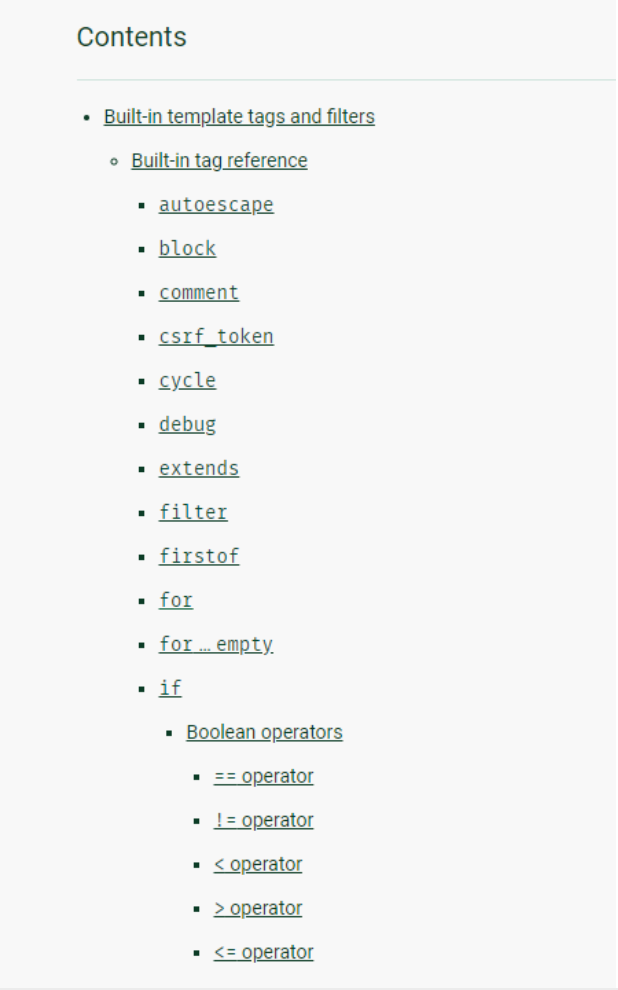 Contents
Built-in template tags and filters
Built-in tag reference
autoescape
block
comment
csrf_token
cycle
debug
extends
filter
firstof
for
for … empty
if
Boolean operators
== operator
!= operator
< operator
> operator
<= operator